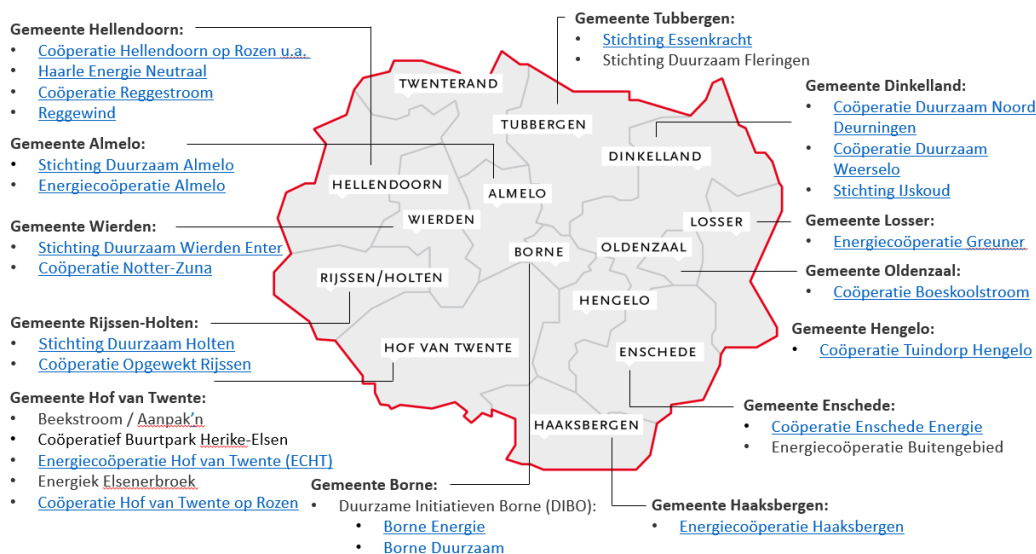 Gemeente Hellendoorn:
• Coöperatie Hellendoorn op Rozen u.a.
• Haarle Energie Neutraal
• Coöperatie Reggestroom
• Reggewind
Gemeente Almelo:
• Stichting Duurzaam Almelo
• Energiecoöperatie Almelo
Gemeente Wierden:
• Stichting Duurzaam Wierden Enter
• Coöperatie Notter-Zuna
Gemeente Rijssen-Holten:
• Stichting Duurzaam Holten
• Coöperatie Opgewekt Rijssen
Gemeente Hof van Twente:
• Beekstroom / Aanpak’n
• Coöperatief Buurtpark Herike-Elsen
• Energiecoöperatie Hof van Twente (ECHT)
• Energiek Elsenerbroek
• Coöperatie Hof van Twente op Rozen
TWENTERAND
TUBBERGEN
DINKELLAND
HELLENDOORN
ALMELO
WIERDEN
LOSSER
BORNE
OLDENZAAL
RIJSSEN/HOLTEN
HENGELO
HOF VAN TWENTE
ENSCHEDE
HAAKSBERGEN
Gemeente Borne:
• Duurzame Initiatieven Borne (DIBO):
• Borne Energie
• Borne Duurzaam
Gemeente Tubbergen:
• Stichting Essenkracht
• Stichting Duurzaam Fleringen
Gemeente Dinkelland:
• Coöperatie Duurzaam Noord
Deurningen
• Coöperatie Duurzaam
Weerselo
• Stichting IJskoud
Gemeente Losser:
• Energiecoöperatie Greuner
Gemeente Oldenzaal:
• Coöperatie Boeskoolstroom
Gemeente Hengelo:
• Coöperatie Tuindorp Hengelo
Gemeente Enschede:
• Coöperatie Enschede Energie
• Energiecoöperatie Buitengebied
Gemeente Haaksbergen:
• Energiecoöperatie Haaksbergen